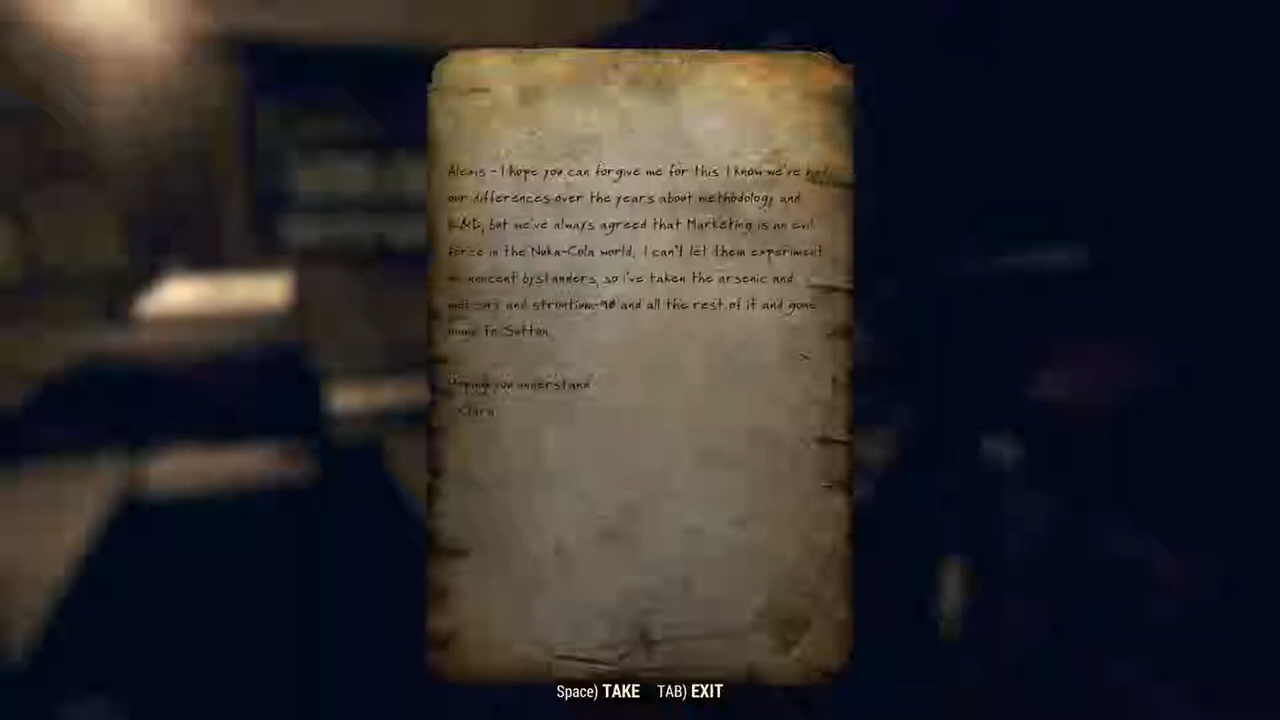 Alexis - I hope you can forgive me for this I know we've had
our differences over the years about methodology and
R&D, but we've always agreed that Marketing is an evil
force in the Nuka-Cola world, I can't let them experiment
on innocent bystanders, so I've taken the arsenic and
mercury and strontium-90 and all the rest of it and gone
home to Sutton.
Hoping you understand
- Clara
Space) TAKE TAB) EXIT